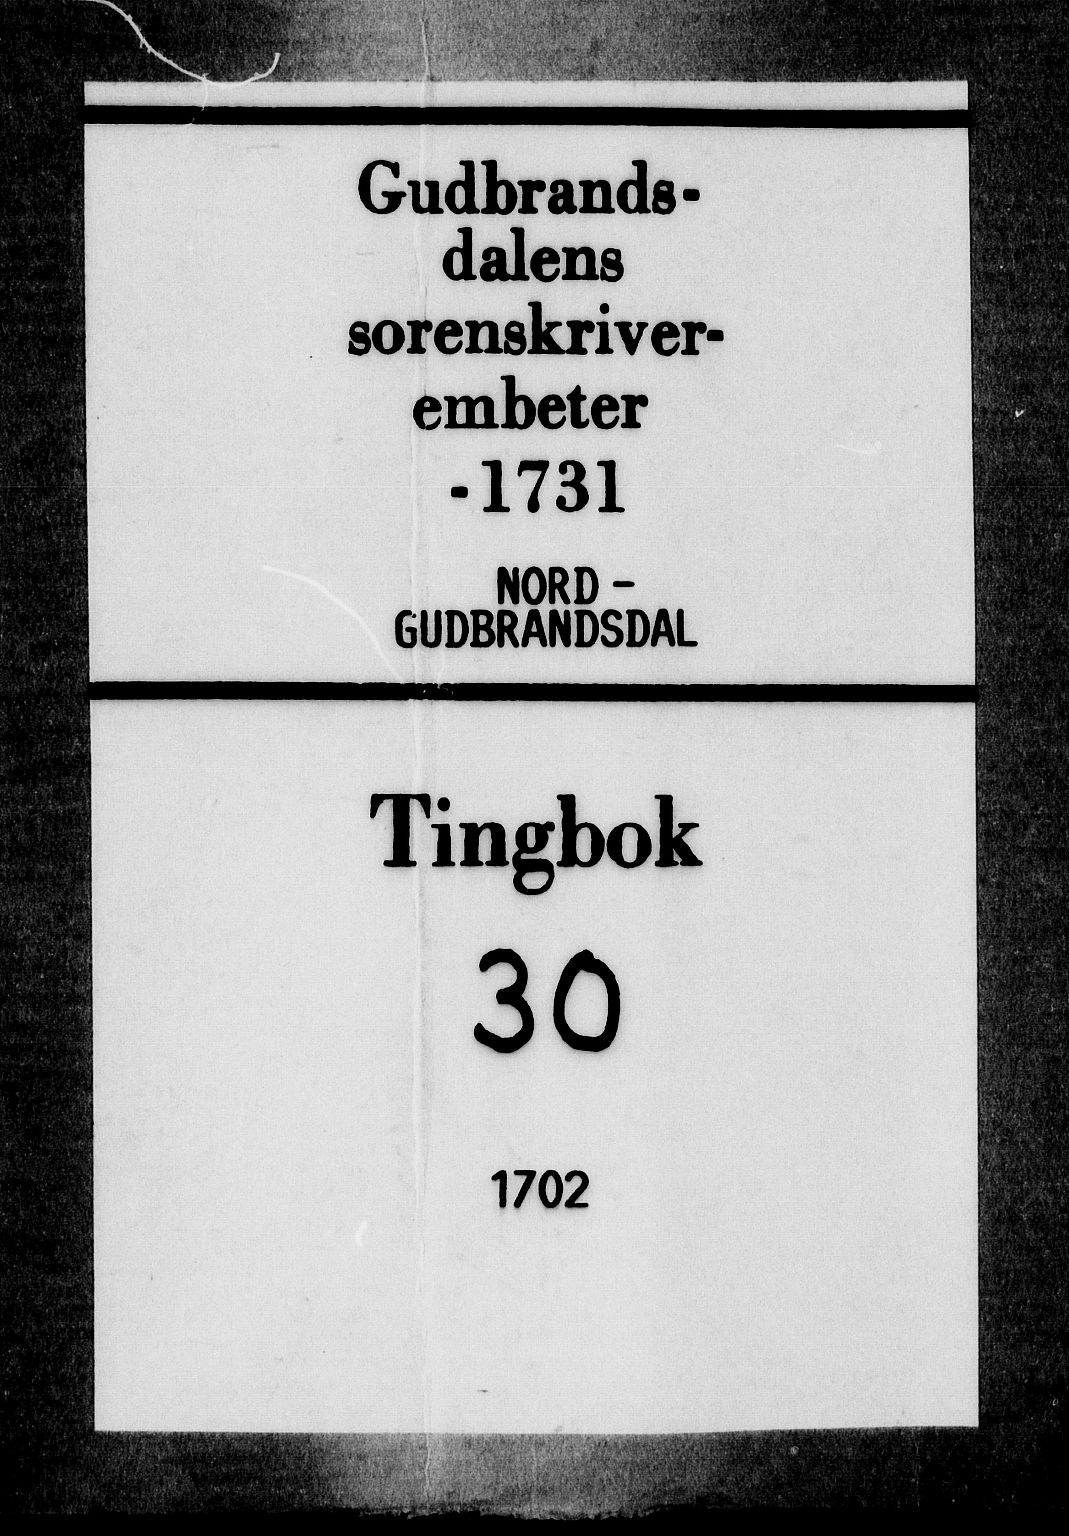 Gudbrands-
dalens
sorenskriver-
embeter
-1731
NORD-
GUDBRANDSDAL
Tingbok
30
1702